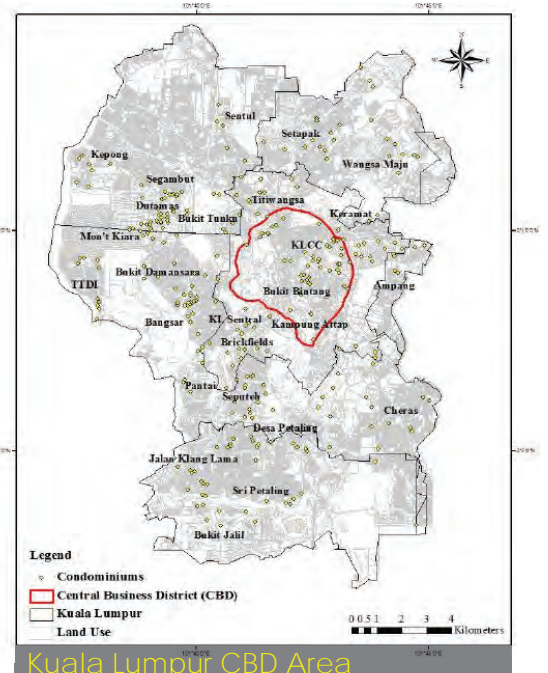 Sentul
Setapak
Kepong
Wangsa Maju
Segambut
Dutamas
Titiwangsa
Bukit Tunku
Keramat
Mon't Kiara
KLCC
Bukit Damansara
TTDI
Bukit Bintang
Ampang
Bangsar
KL Sentral
Kampung Attap
Brickfields
Pantai
Seputeh
Cheras
Desa Petaling
Jalan Klang Lama
Sri Petaling
Bukit Jalil
Legend
Condominiums
Central Business District (CBD)
Kuala Lumpur
Land Use
0 0.5 1 2 3 4
Kilometers
Kuala Lumpur CBD Area